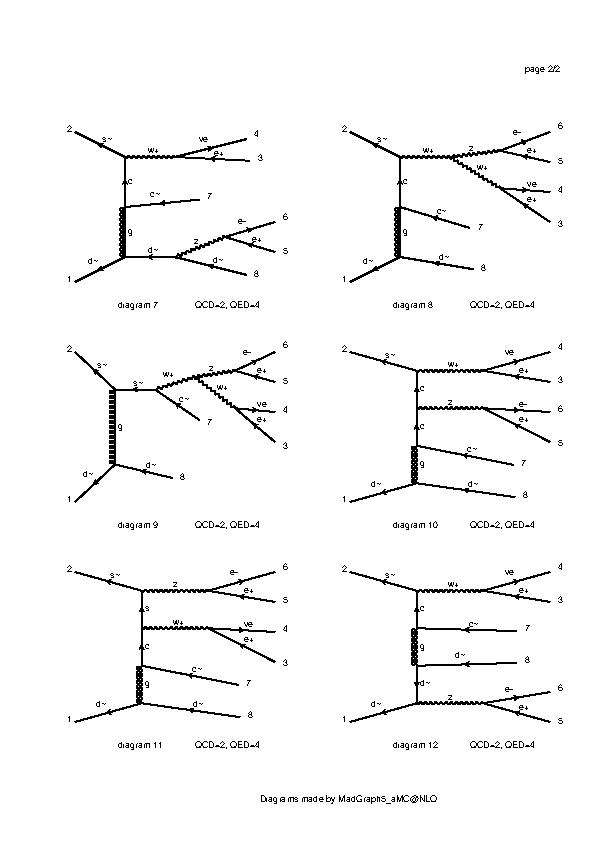 page 2/2
2
s~
w+
ve
4
e+
3
c
c~
7
g
d~
d~
z
e-
6
e+
5
d~
8
1
diagram 7 QCD=2, QED=4
2
s~
w+
z
e-
6
e+
5
w+
ve
4
e+
3
c
c~
7
g
d~
d~
8
1
diagram 8 QCD=2, QED=4
2
s~
s~
w+
z
e-
6
e+
5
w+
ve
4
e+
3
c~
7
g
d~
d~
8
1
diagram 9 QCD=2, QED=4
2
s~
w+
ve
4
e+
3
c
z
e-
6
e+
5
c
c~
7
g
d~
d~
8
1
diagram 10 QCD=2, QED=4
2
s~
z
e-
6
e+
5
s
w+
ve
4
e+
3
c
c~
7
g
d~
d~
8
1
diagram 11 QCD=2, QED=4
2
s~
w+
ve
4
e+
3
c
c~
7
g
d~
8
d~
d~
z
e-
6
e+
5
1
diagram 12 QCD=2, QED=4
Diagrams made by MadGraph5_aMC@NLO